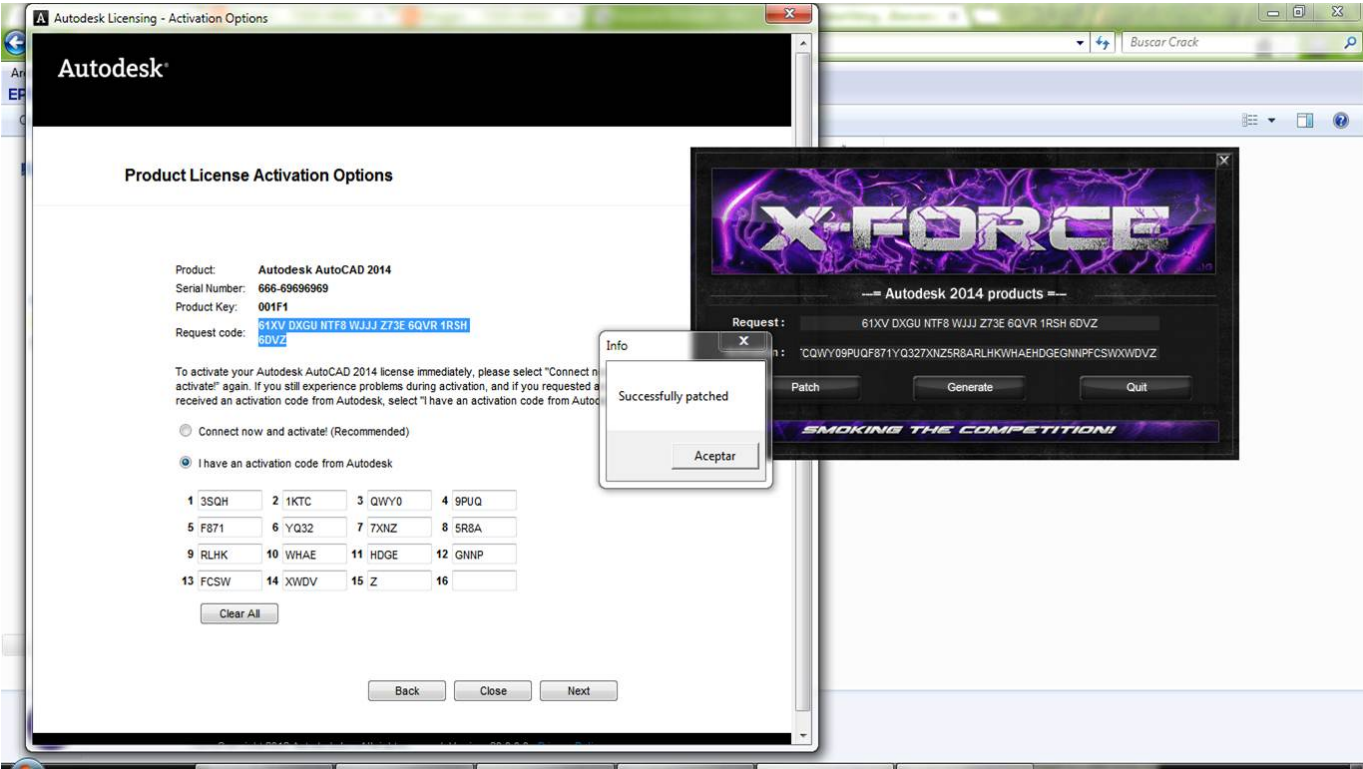 Autodesk Licensing - Activation Options
Buscar Crack
Autodesk
Product License Activation Options
Product: Autodesk AutoCAD 2014
Serial Number: 666-69696969
Product Key: 001F1
Request code: 61XV DXGU NTF8 WJJJ Z73E 6QVR 1RSH
6DVZ
To activate your Autodesk AutoCAD 2014 license immediately, please select "Connect
activate!" again. If you still experience problems during activation, and if you requested a
received an activation code from Autodesk, select "I have an activation code from
Connect now and activate! (Recommended)
I have an activation code from Autodesk
1 3SQH 2 1KTC 3 QWY0 4 9PUQ
5 F871 6 YQ32 7 7XNZ 8 5R8A
9 RLHK 10 WHAE 11 HDGE 12 GNNP
13 FCSW 14 XWDV 15 Z 16
Clear All
Back Close Next
X-FORCE
---= Autodesk 2014 products =---
Request: 61XV DXGU NTF8 WJJJ Z73E 6QVR 1RSH 6DVZ
CQWY09PUQF871YQ327XNZ5R8ARLHKWHAEHDGEGNNPFCSWXWDVZ
Patch Generate Quit
SMOKING THE COMPETITION!
Info
Successfully patched
Aceptar